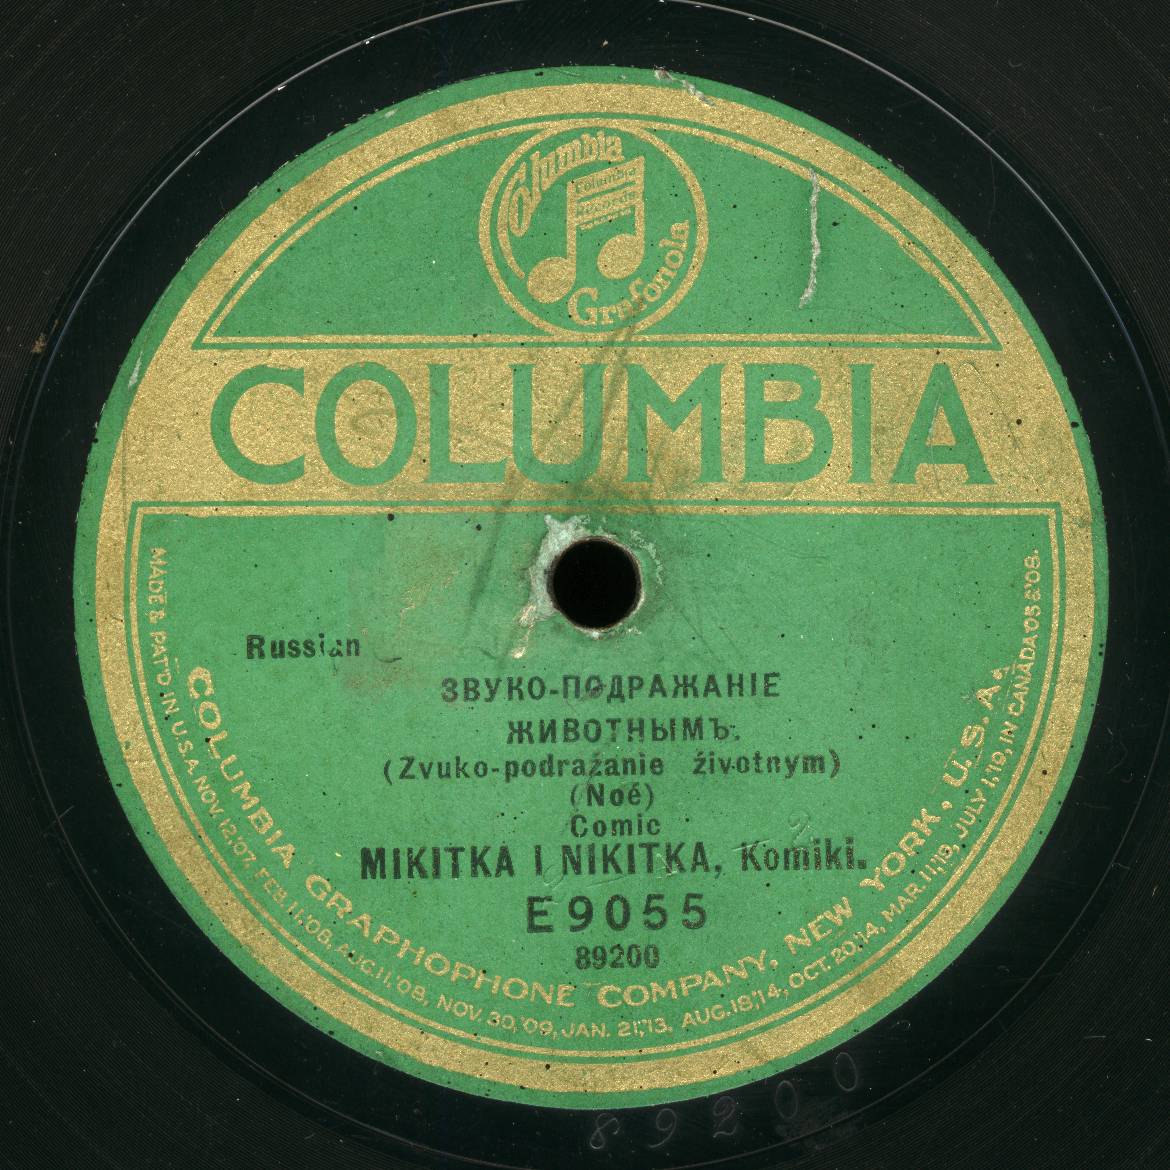 Columbia
Grafonola
COLUMBIA
Russian
ЗВУКО-ПОДРАЖАНІЕ
ЖИВОТНЫМЪ.
(Zvuko-podražanie životnym)
(Noé)
Comic
MIKITKA I NIKITKA, Komiki.
E9055
89200
COLUMBIA GRAPHOPHONE COMPANY, NEW YORK, U.S.A.
MADE & PAT'D IN U.S.A. NOV. 12,'07, FEB. 11,'08, AUG. 11,'08, NOV. 30,'09, JAN. 21,'13, AUG. 18,'14, OCT. 20,'14, MAR. 11,'19, JULY 1,'19, IN CANADA '05 & '08.
89200